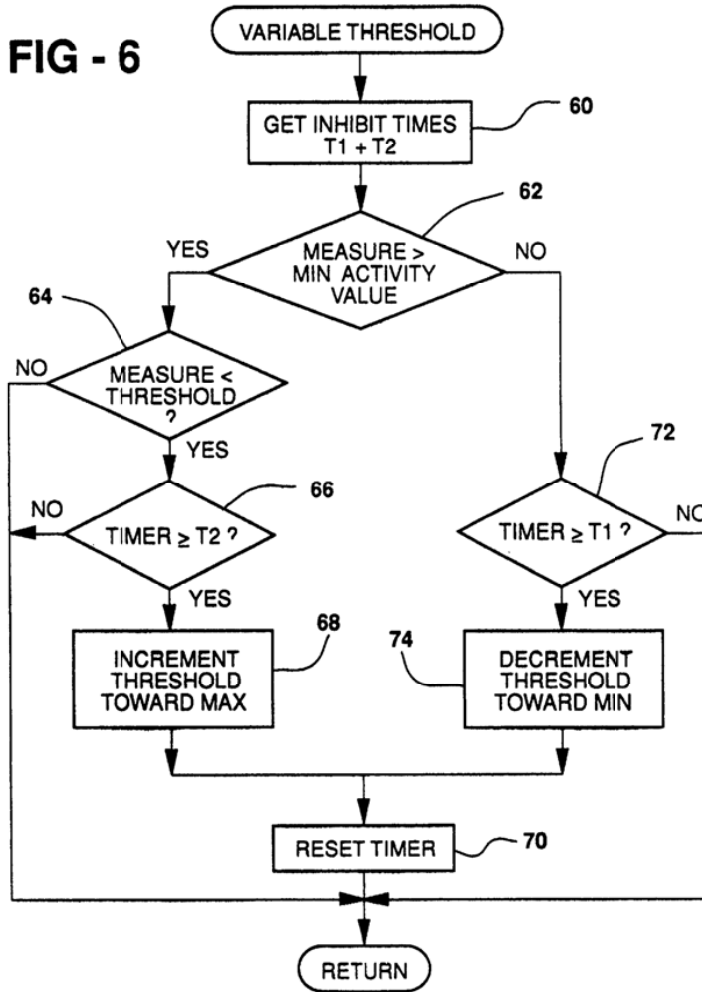 FIG - 6
VARIABLE THRESHOLD
60
GET INHIBIT TIMES
T1 + T2
62
YES
MEASURE >
MIN ACTIVITY
VALUE
NO
64
NO
MEASURE <
THRESHOLD
?
YES
72
66
NO
TIMER ≥ T2 ?
TIMER ≥ T1 ?
NO
YES
YES
68
INCREMENT
THRESHOLD
TOWARD MAX
74
DECREMENT
THRESHOLD
TOWARD MIN
RESET TIMER
70
RETURN